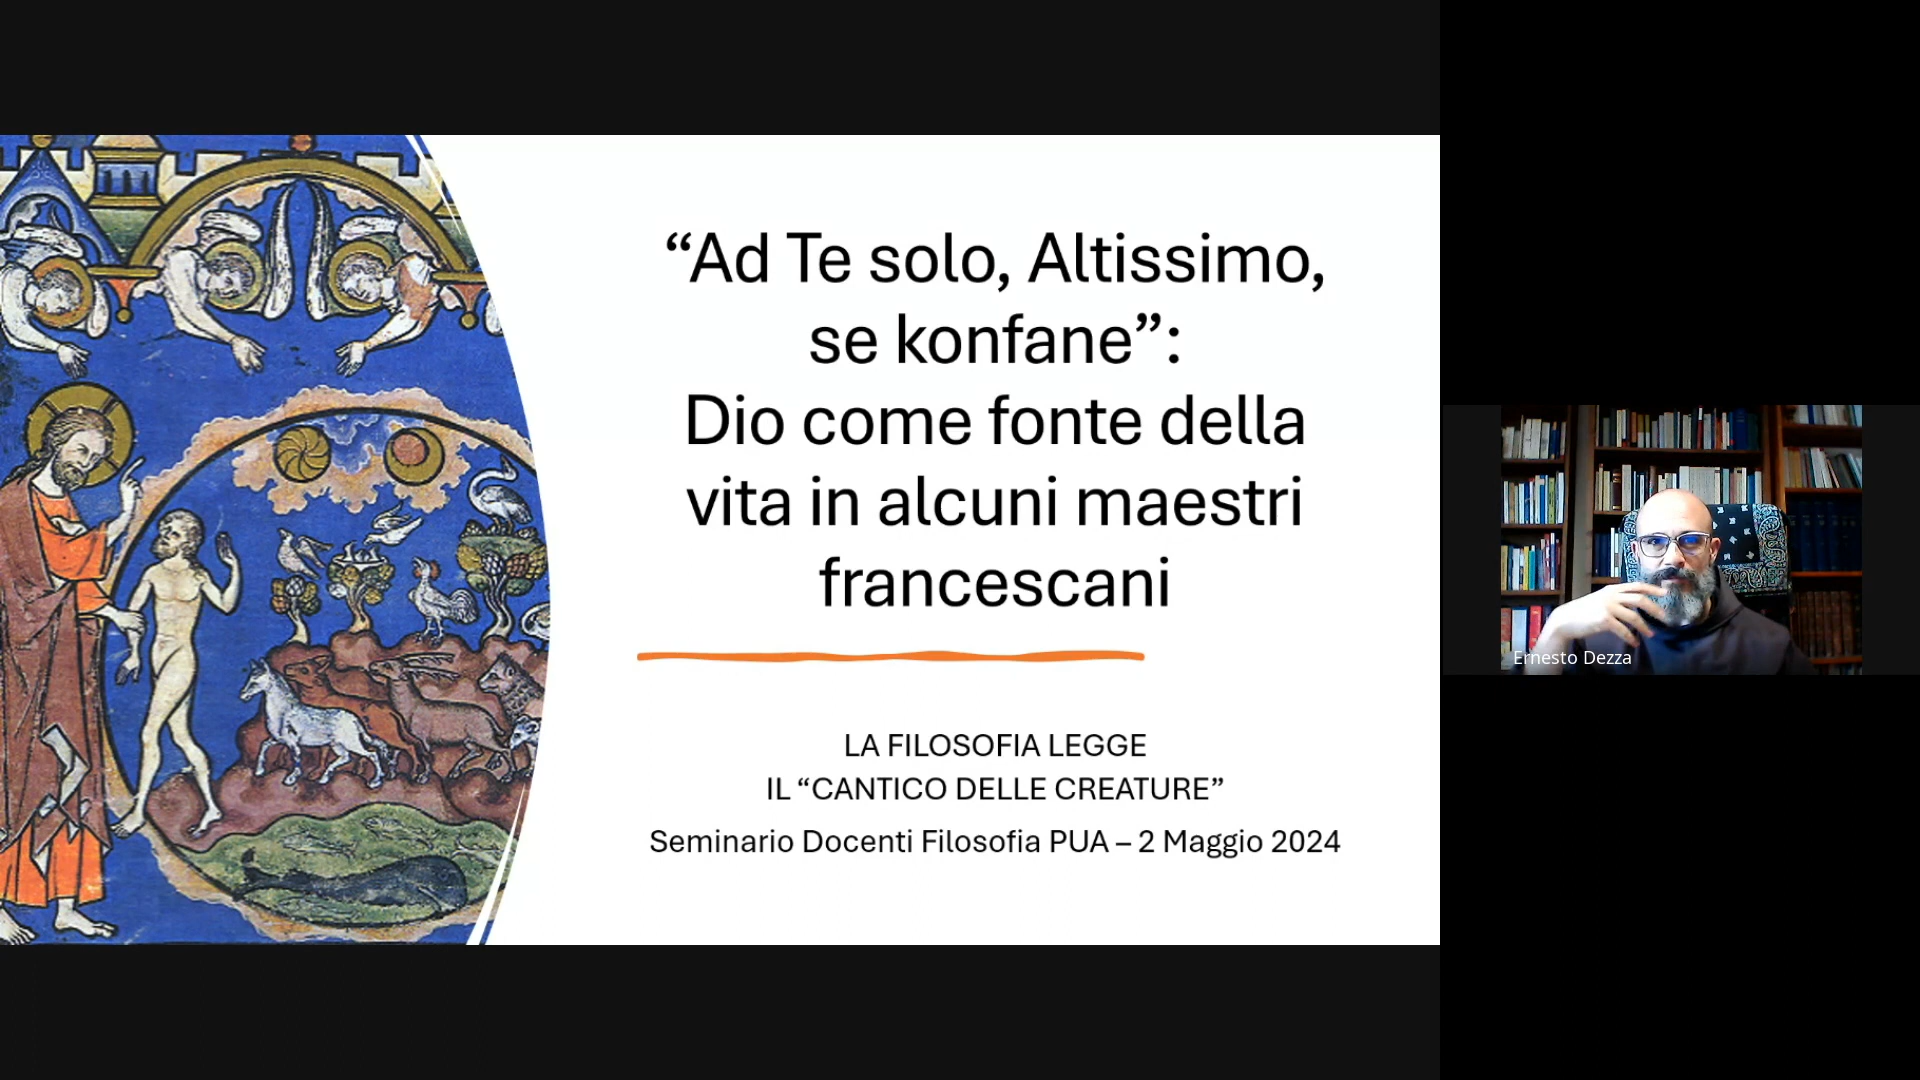 “Ad Te solo, Altissimo,
se konfane”:
Dio come fonte della
vita in alcuni maestri
francescani
LA FILOSOFIA LEGGE
IL “CANTICO DELLE CREATURE”
Seminario Docenti Filosofia PUA – 2 Maggio 2024
Ernesto Dezza